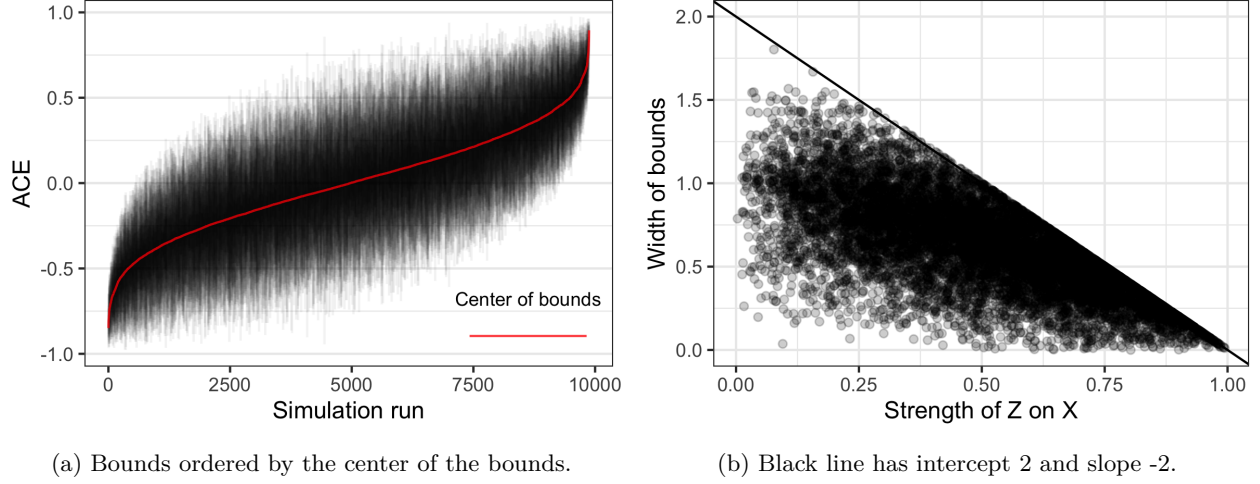 1.0
0.5
0.0
-0.5
-1.0
ACE
Center of bounds
0
2500
5000
7500
10000
Simulation run
(a) Bounds ordered by the center of the bounds.
2.0
1.5
1.0
0.5
0.0
Width of bounds
0.00
0.25
0.50
0.75
1.00
Strength of Z on X
(b) Black line has intercept 2 and slope -2.